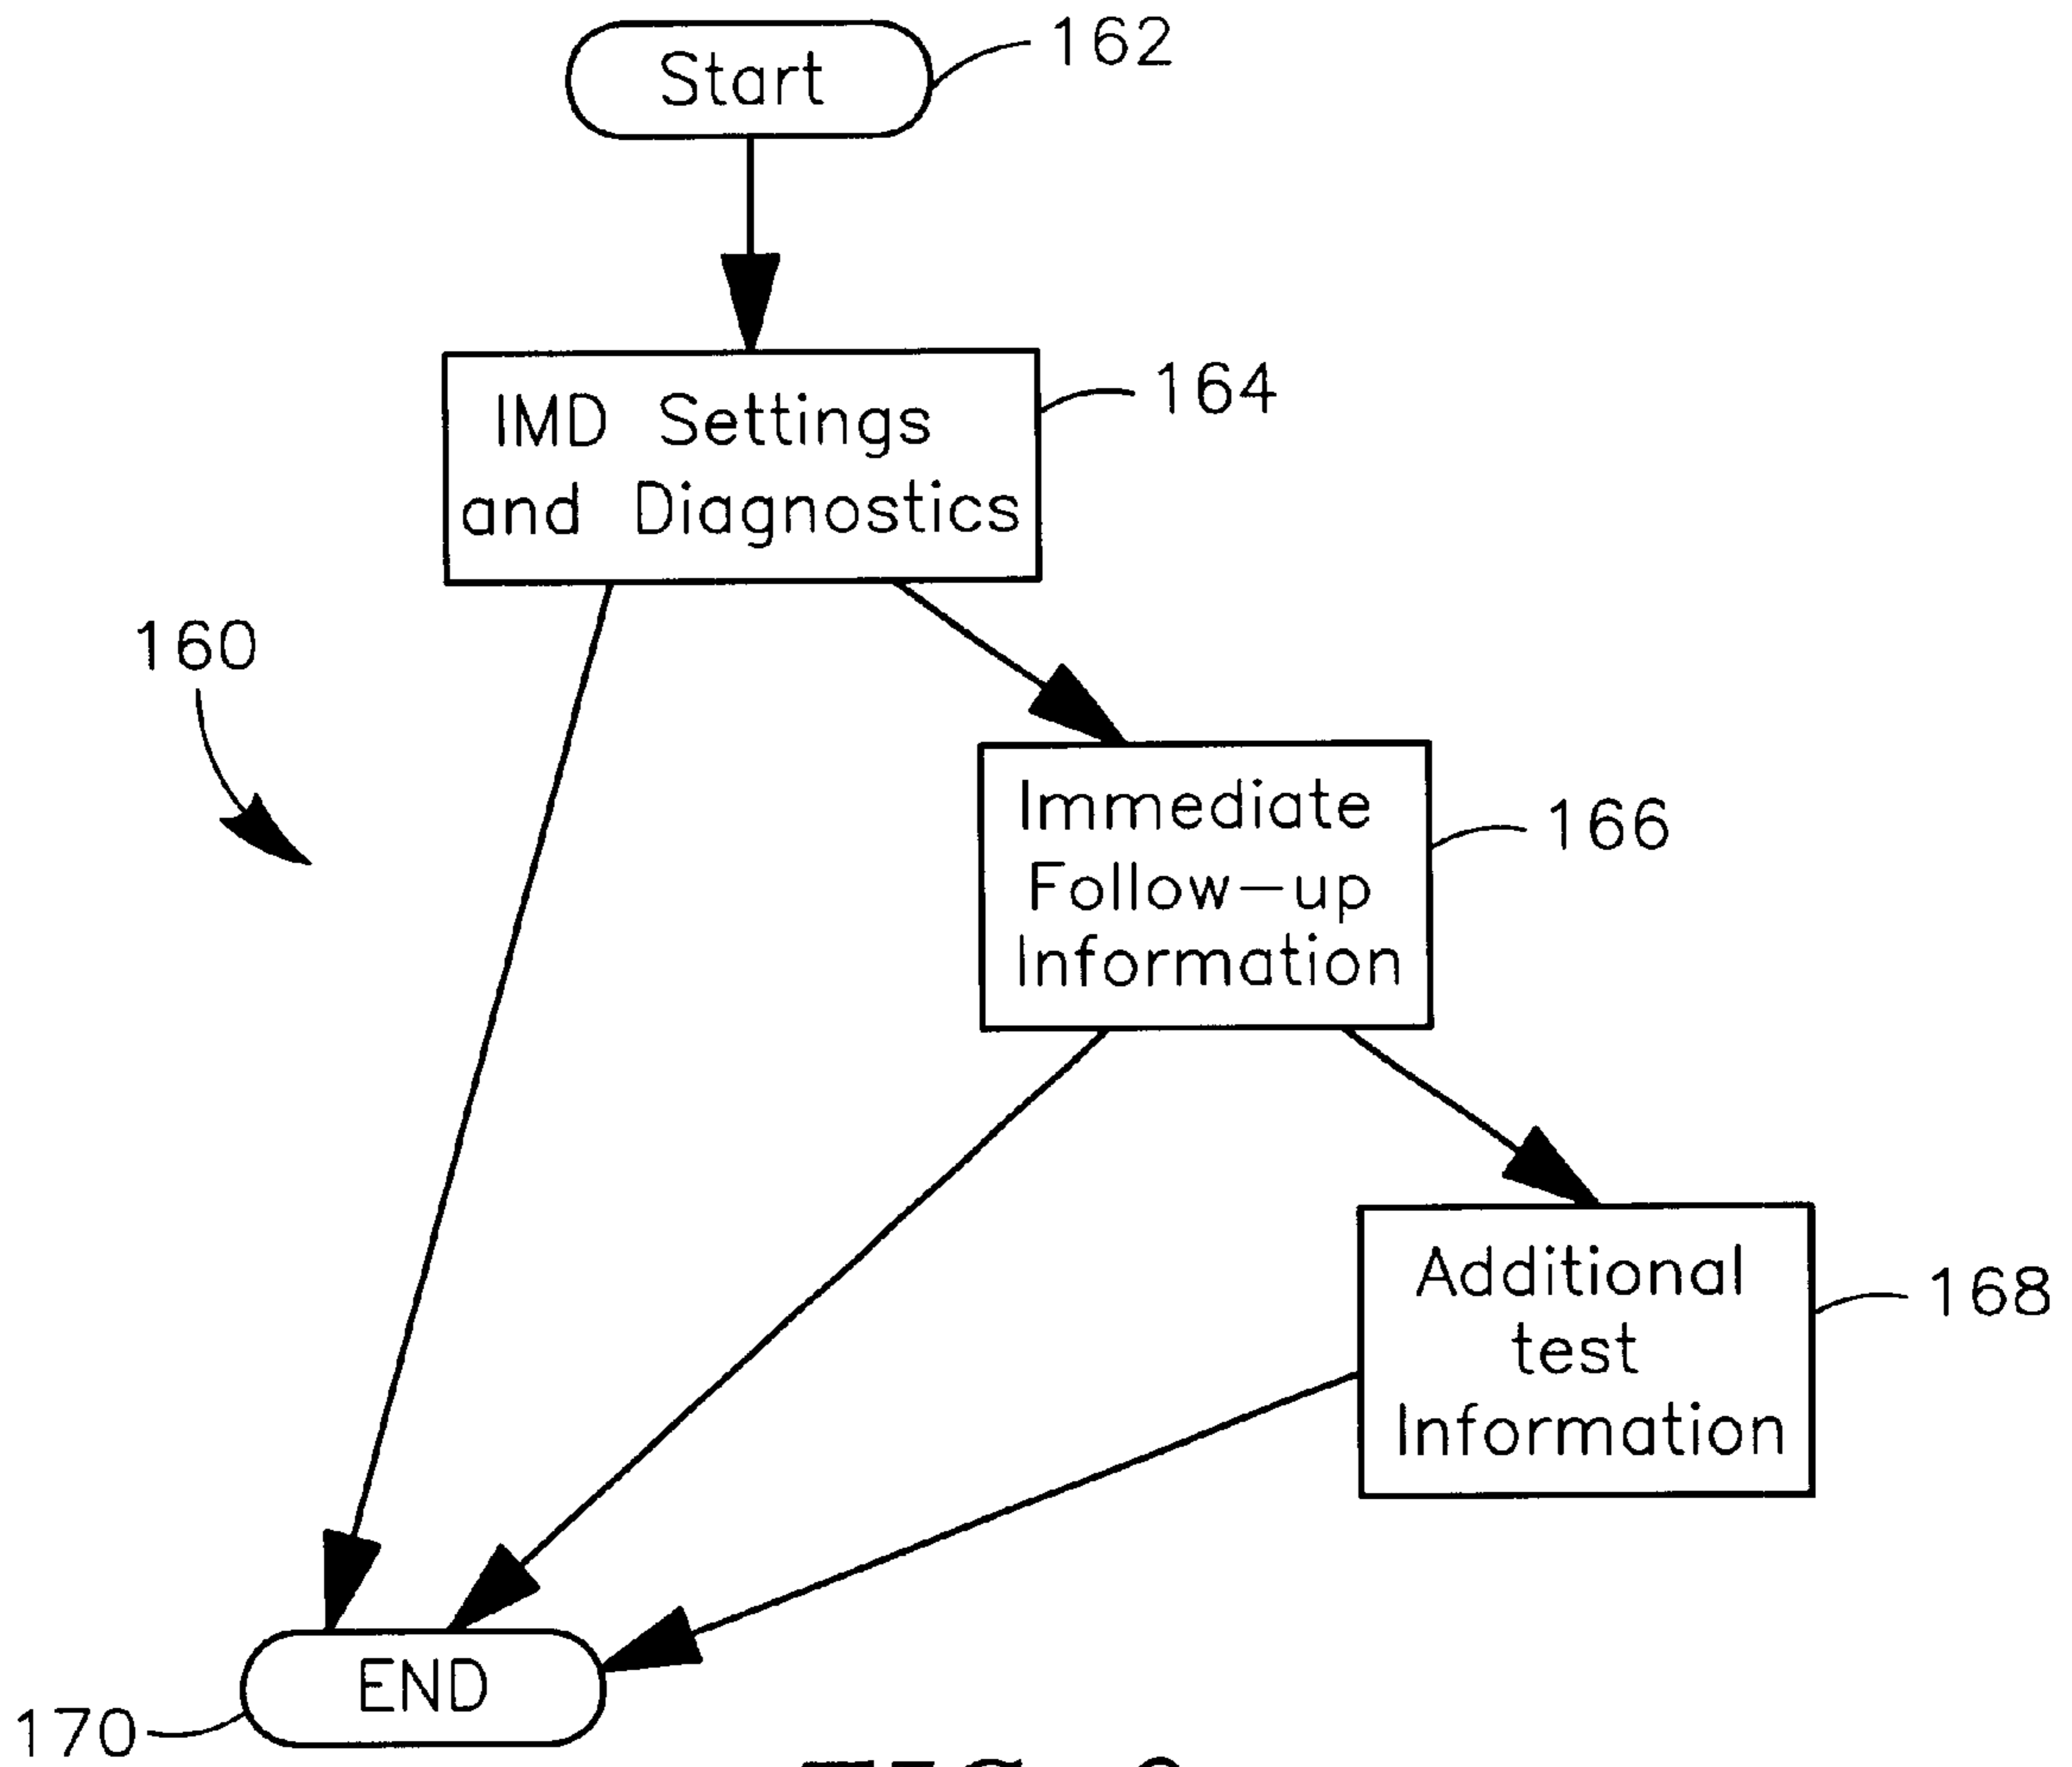 Start
162
IMD Settings
and Diagnostics
164
160
Immediate
Follow-up
Information
166
Additional
test
Information
168
END
170